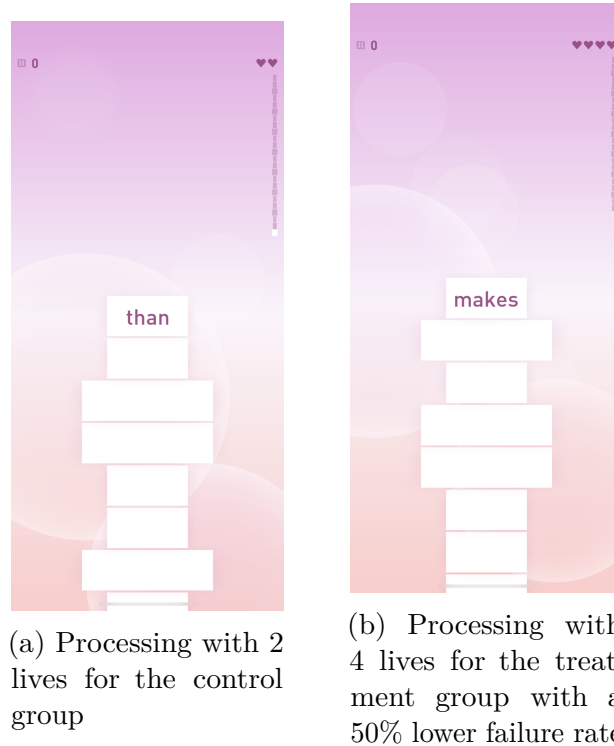 0
than
(a) Processing with 2
lives for the control
group
0
makes
(b) Processing with
4 lives for the treat
ment group with a
50% lower failure rate